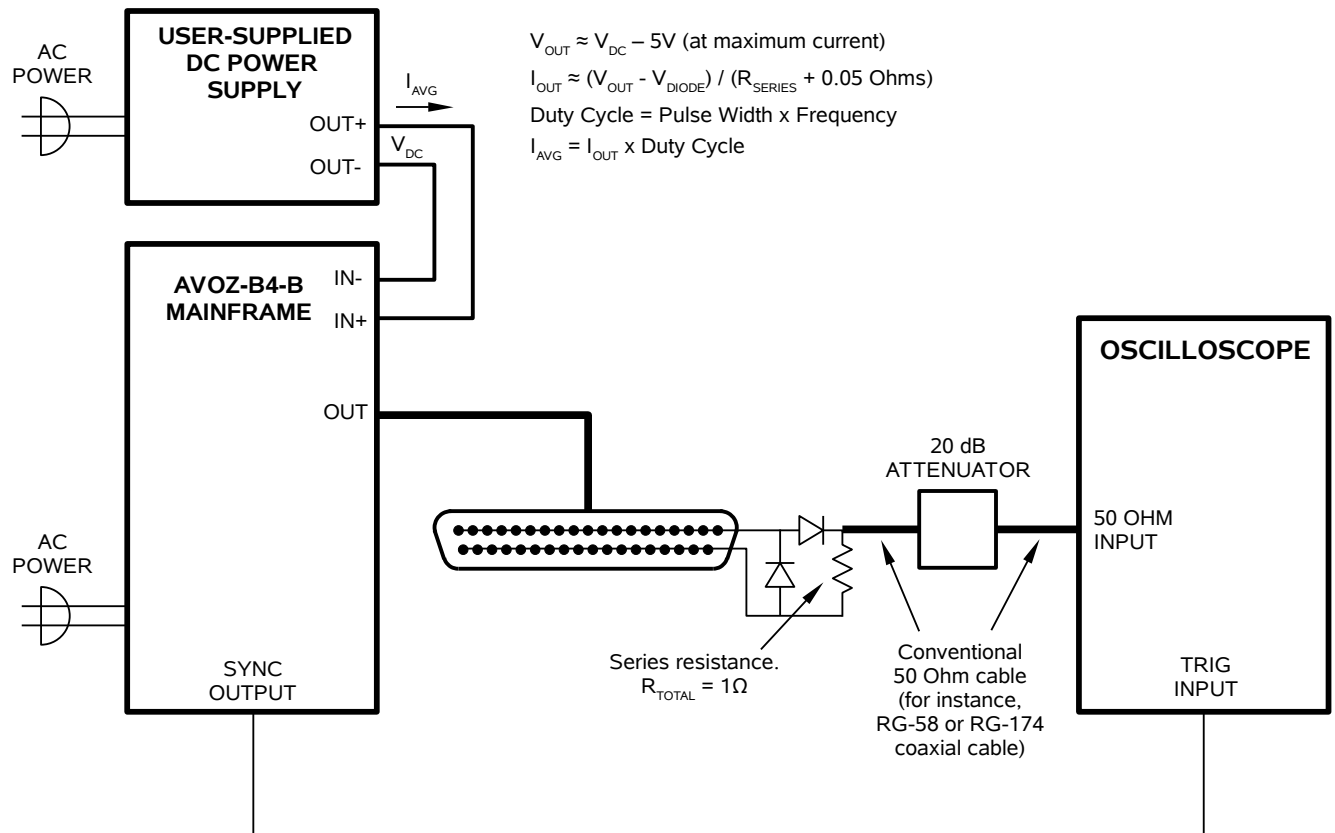 AC
POWER
USER-SUPPLIED
DC POWER
SUPPLY
OUT+
OUT-
I_AVG
V_DC
V_OUT ≈ V_DC – 5V (at maximum current)
I_OUT ≈ (V_OUT - V_DIODE) / (R_SERIES + 0.05 Ohms)
Duty Cycle = Pulse Width x Frequency
I_AVG = I_OUT x Duty Cycle
AVOZ-B4-B
MAINFRAME
IN-
IN+
OUT
AC
POWER
SYNC
OUTPUT
Series resistance.
R_TOTAL = 1Ω
20 dB
ATTENUATOR
Conventional
50 Ohm cable
(for instance,
RG-58 or RG-174
coaxial cable)
OSCILLOSCOPE
50 OHM
INPUT
TRIG
INPUT